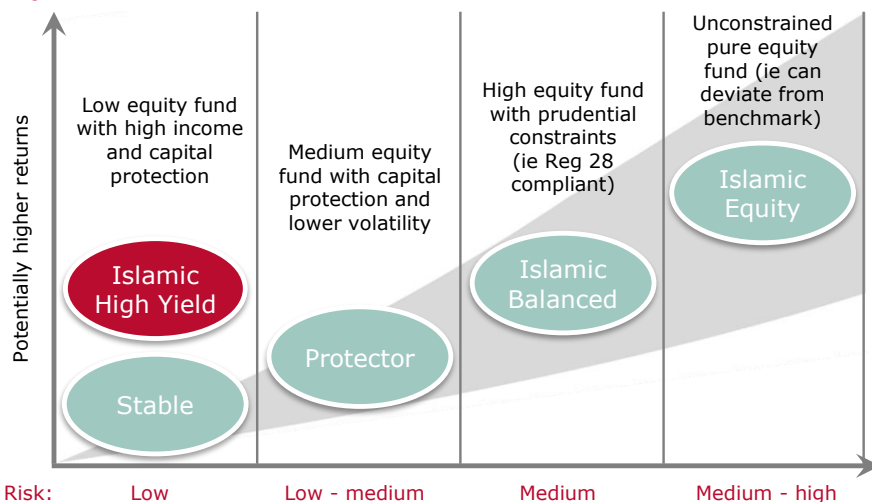 Potentially higher returns
Low equity fund
with high income
and capital
protection
Islamic
High Yield
Stable
Medium equity
fund with capital
protection and
lower volatility
Protector
High equity fund
with prudential
constraints
(ie Reg 28
compliant)
Islamic
Balanced
Unconstrained
pure equity
fund (ie can
deviate from
benchmark)
Islamic
Equity
Risk: Low Low - medium Medium Medium - high